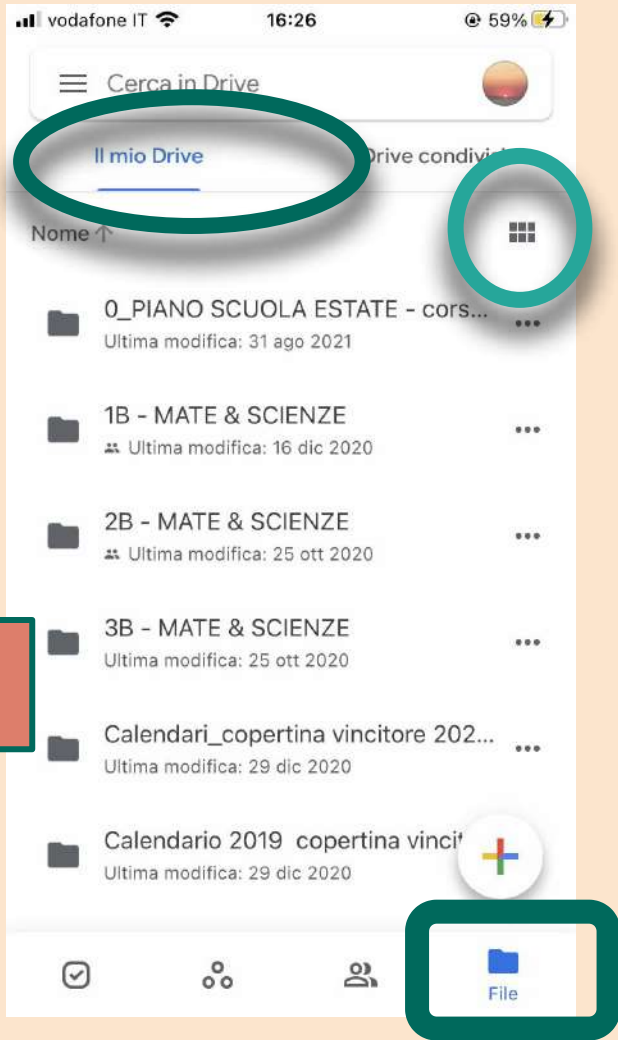 vodafone IT 16:26 59%
Cerca in Drive
Il mio Drive Drive
Nome
0_PIANO SCUOLA ESTATE - cors...
Ultima modifica: 31 ago 2021
1B - MATE & SCIENZE
Ultima modifica: 16 dic 2020
2B - MATE & SCIENZE
Ultima modifica: 25 ott 2020
3B - MATE & SCIENZE
Ultima modifica: 25 ott 2020
Calendari_copertina vincitore 202...
Ultima modifica: 29 dic 2020
Calendario 2019 copertina
Ultima modifica: 29 dic 2020
File